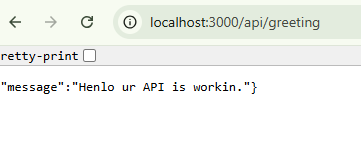 localhost:3000/api/greeting
retty-print
"message":"Henlo ur API is workin."}